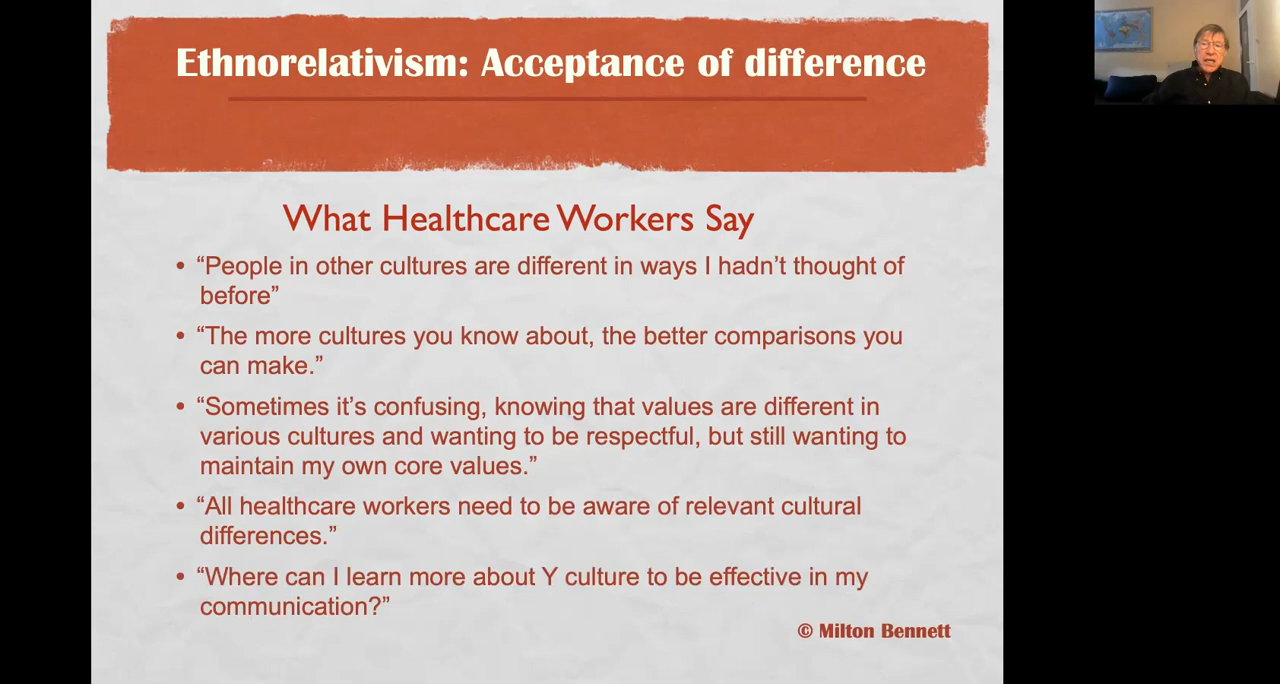 Ethnorelativism: Acceptance of difference
What Healthcare Workers Say
• “People in other cultures are different in ways I hadn’t thought of
before”
• “The more cultures you know about, the better comparisons you
can make.”
• “Sometimes it’s confusing, knowing that values are different in
various cultures and wanting to be respectful, but still wanting to
maintain my own core values.”
• “All healthcare workers need to be aware of relevant cultural
differences.”
• “Where can I learn more about Y culture to be effective in my
communication?”
© Milton Bennett